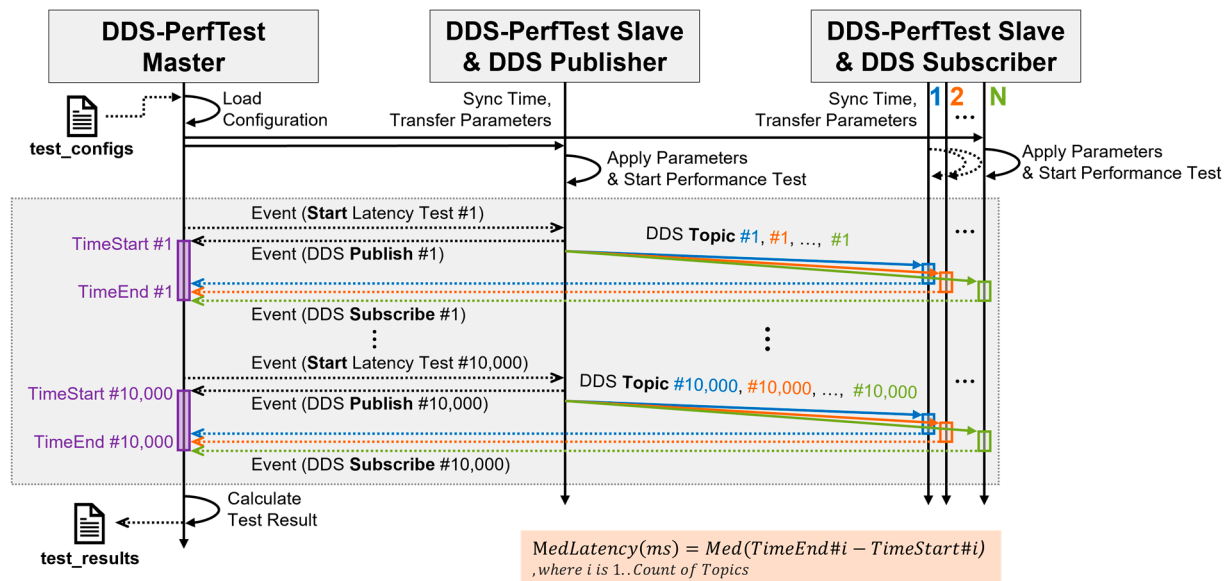 DDS-PerfTest
Master
DDS-PerfTest Slave
& DDS Publisher
DDS-PerfTest Slave
& DDS Subscriber
Load
Configuration
test_configs
Sync Time,
Transfer Parameters
Sync Time,
Transfer Parameters
1 2 N
...
Apply Parameters
& Start Performance Test
Apply Parameters
& Start Performance Test
Event (Start Latency Test #1)
TimeStart #1
Event (DDS Publish #1)
DDS Topic #1, #1, ..., #1
...
TimeEnd #1
Event (DDS Subscribe #1)
⋮
⋮
Event (Start Latency Test #10,000)
TimeStart #10,000
Event (DDS Publish #10,000)
DDS Topic #10,000, #10,000, ..., #10,000
...
TimeEnd #10,000
Event (DDS Subscribe #10,000)
Calculate
Test Result
test_results
MedLatency(ms) = Med(TimeEnd#i − TimeStart#i)
,where i is 1..Count of Topics